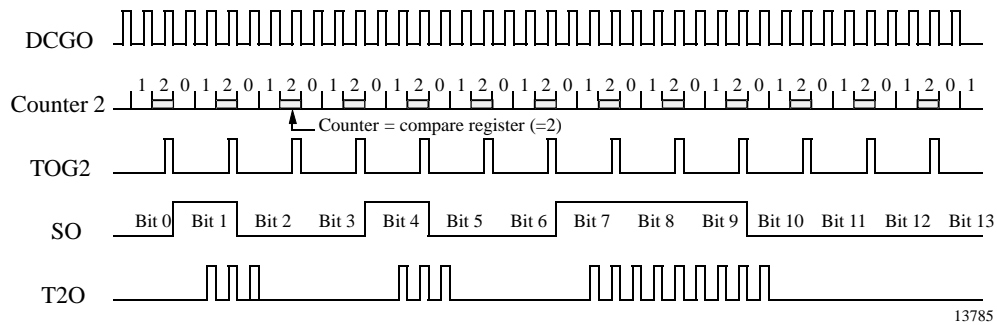 DCGO
1 2 0 1 2 0 1 2 0 1 2 0 1 2 0 1 2 0 1 2 0 1 2 0 1 2 0 1 2 0 1 2 0 1 2 0 1 2 0 1
Counter 2
Counter = compare register (=2)
TOG2
SO Bit 0 Bit 1 Bit 2 Bit 3 Bit 4 Bit 5 Bit 6 Bit 7 Bit 8 Bit 9 Bit 10 Bit 11 Bit 12 Bit 13
T2O
13785